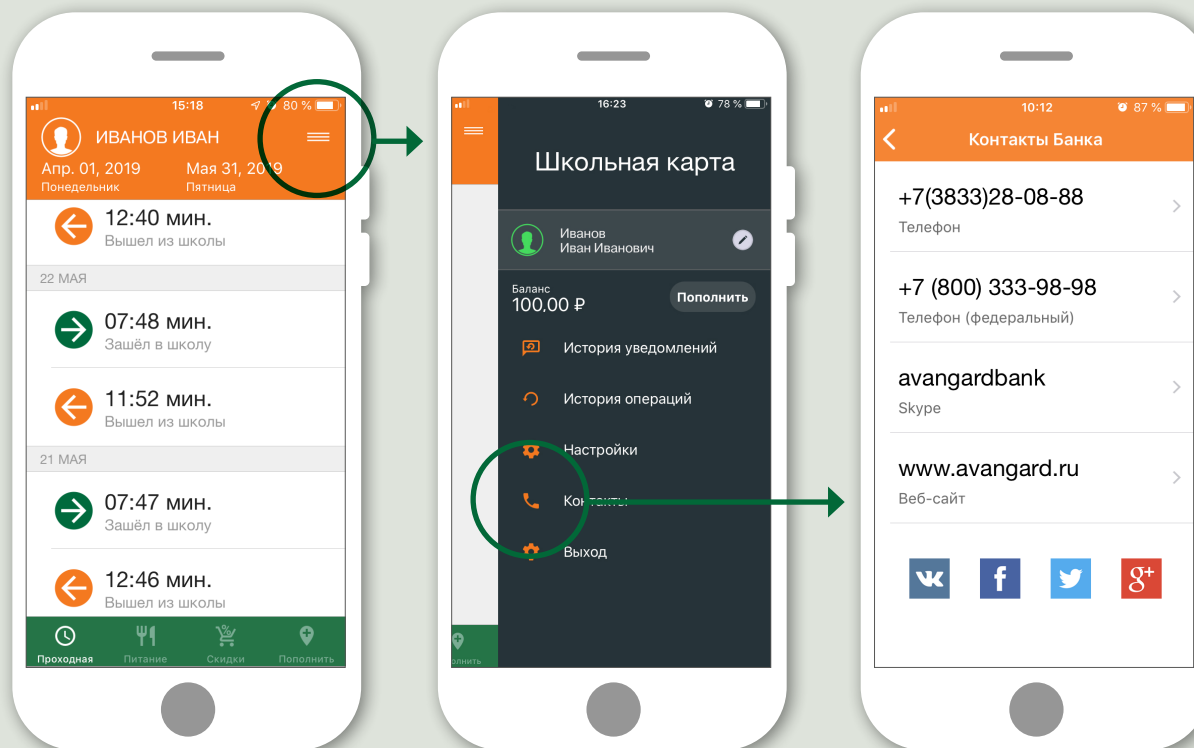 15:18
80 %
ИВАНОВ ИВАН
Апр. 01, 2019
Мая 31, 2019
Понедельник
Пятница
12:40 мин.
Вышел из школы
22 МАЯ
07:48 мин.
Зашёл в школу
11:52 мин.
Вышел из школы
21 МАЯ
07:47 мин.
Зашёл в школу
12:46 мин.
Вышел из школы
Проходная
Питание
Скидки
Пополнить
16:23
78 %
Школьная карта
Иванов
Иван Иванович
Баланс
100,00 ₽
Пополнить
История уведомлений
История операций
Настройки
Контакты
Выход
олнить
10:12
87 %
Контакты Банка
+7(3833)28-08-88
Телефон
+7 (800) 333-98-98
Телефон (федеральный)
avangardbank
Skype
www.avangard.ru
Веб-сайт